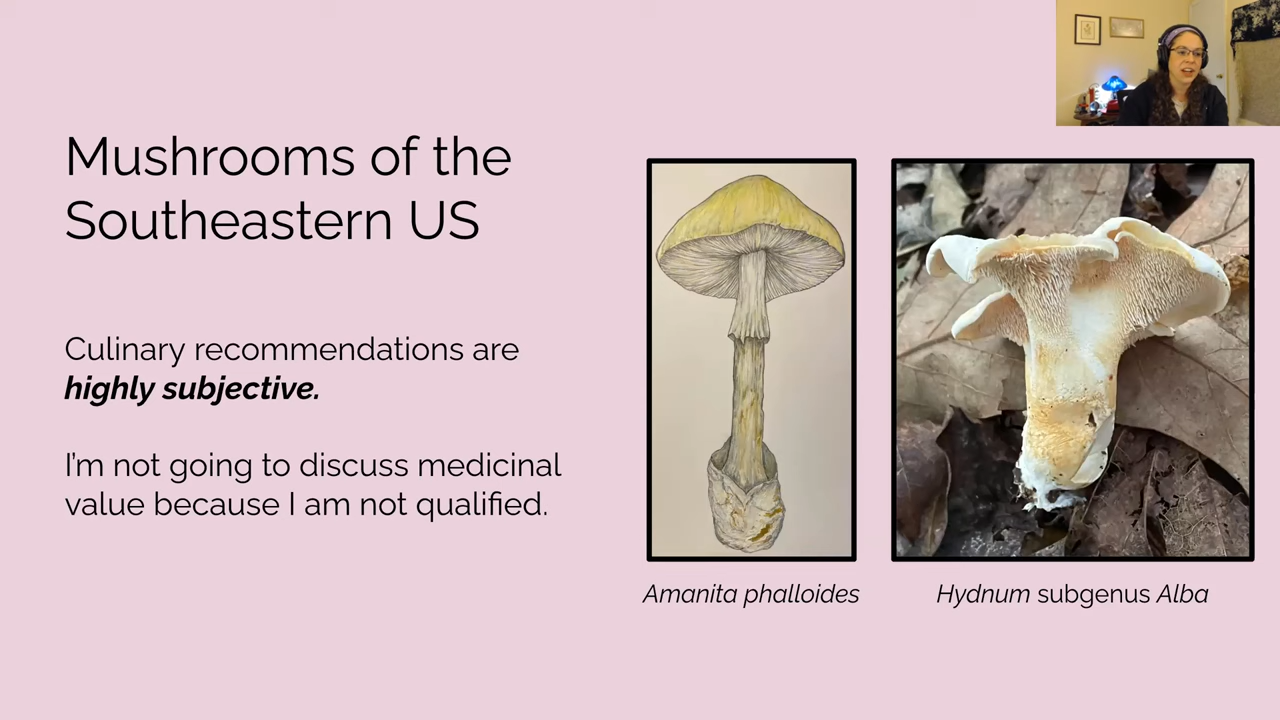 Mushrooms of the
Southeastern US
Culinary recommendations are
highly subjective.
I'm not going to discuss medicinal
value because I am not qualified.
Amanita phalloides
Hydnum subgenus Alba